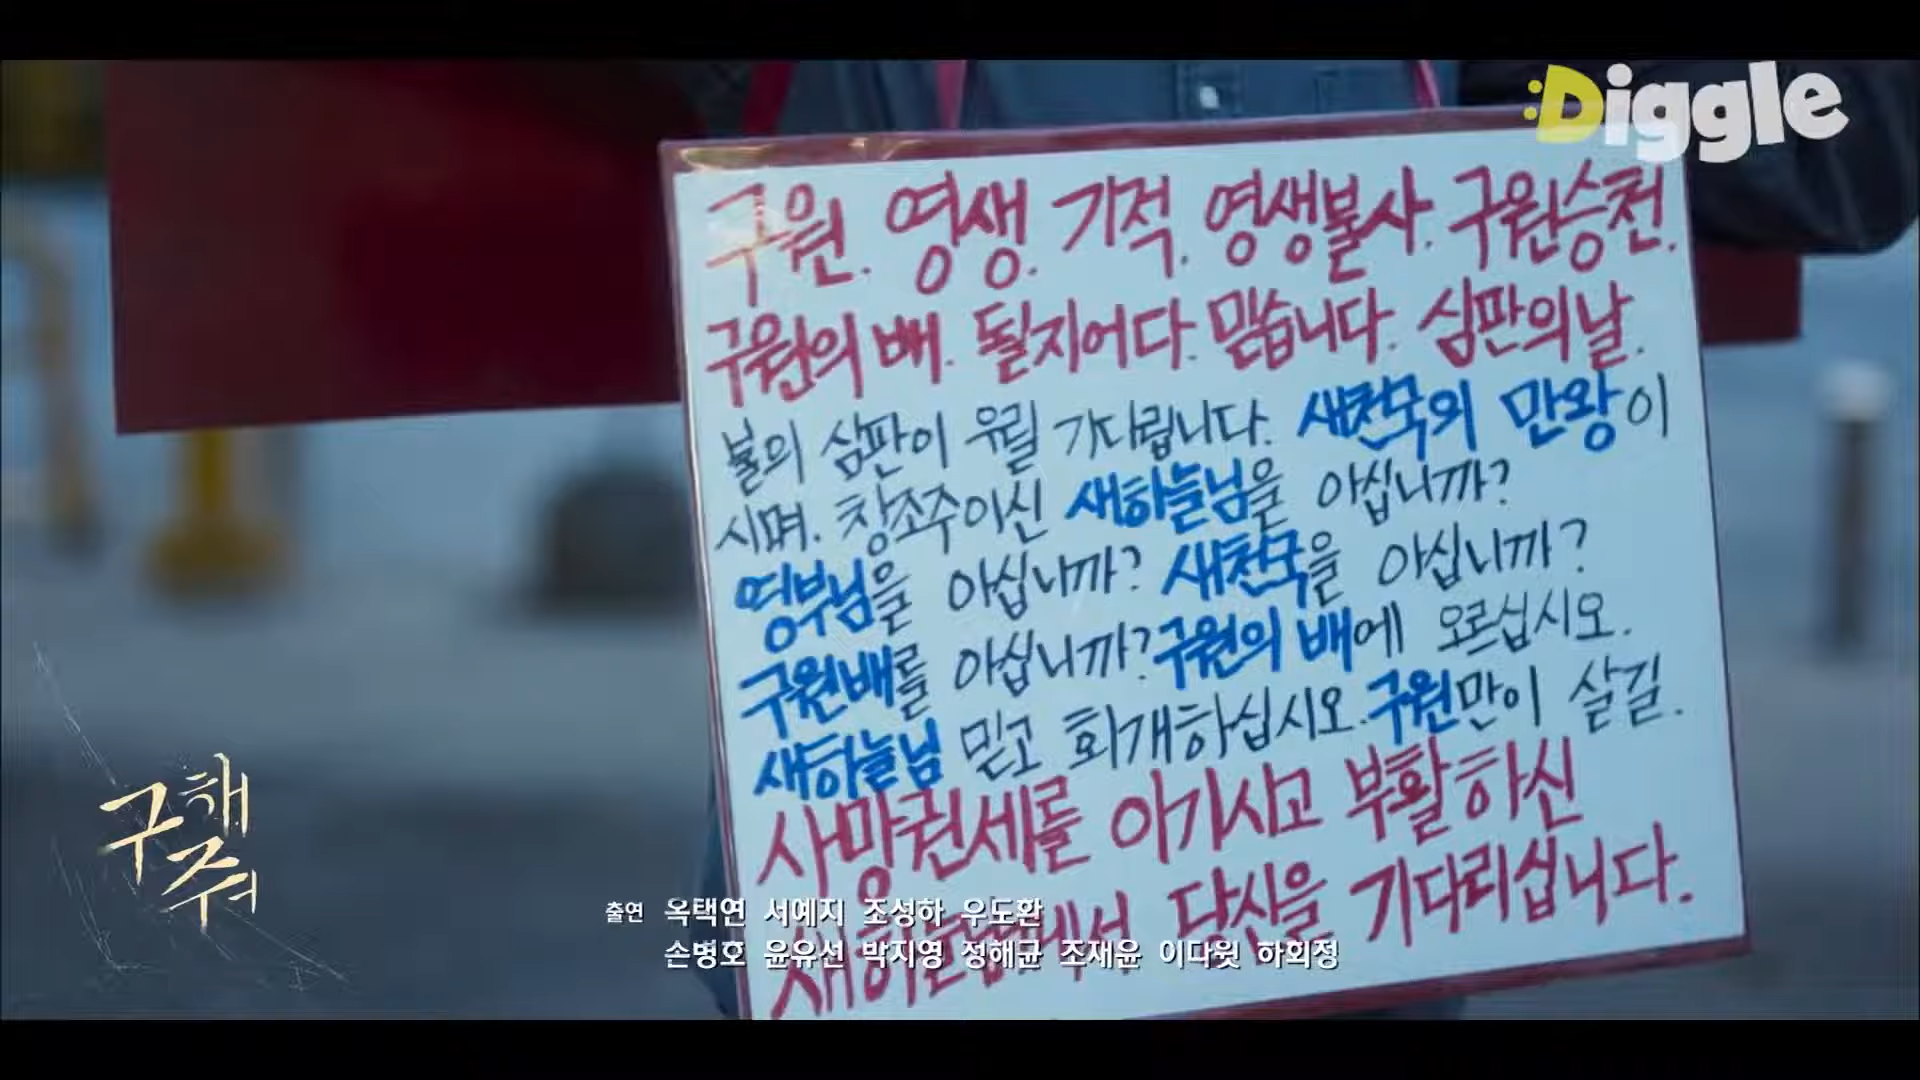 Diggle
구원. 영생. 기적. 영생불사. 구원승천.
구원의 배. 될지어다. 믿습니다. 심판의날.
불의 심판이 우릴 기다립니다. 새천국의 만왕이
시며. 창조주이신 새하늘님을 아십니까?
영부님을 아십니까? 새천국을 아십니까?
구원배를 아십니까? 구원의 배에 오르십시오.
새하늘님 믿고 회개하십시오. 구원만이 살길.
사망권세를 이기시고 부활하신
당신을 기다리십니다.
구해줘
출연 옥택연 서예지 조성하 우도환
손병호 윤유선 박지영 정해균 조재윤 이다윗 하회정